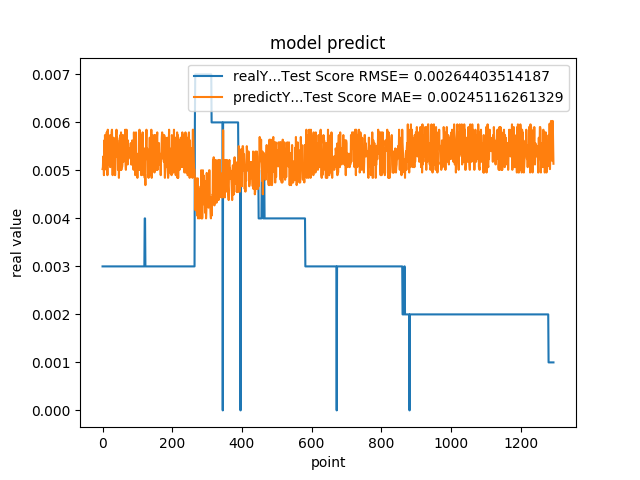 model predict
realY...Test Score RMSE= 0.00264403514187
predictY...Test Score MAE= 0.00245116261329
0.007
0.006
0.005
0.004
0.003
0.002
0.001
0.000
real value
0 200 400 600 800 1000 1200
point